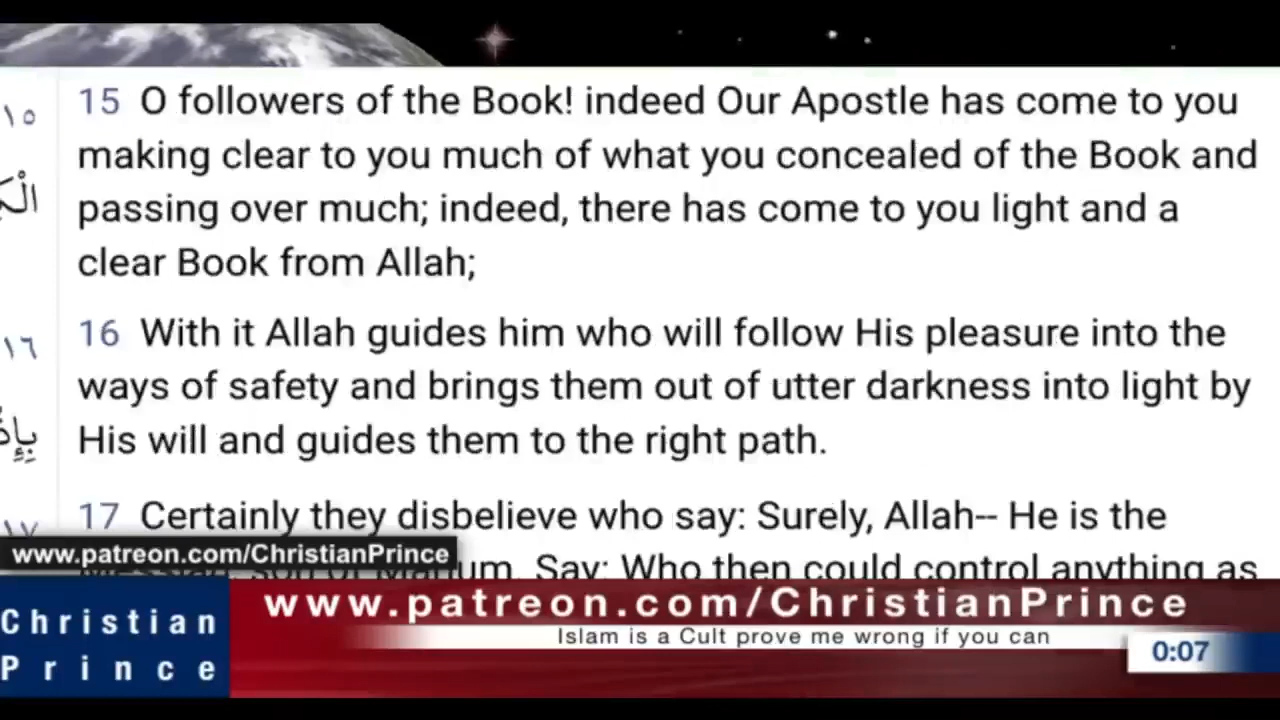 15 O followers of the Book! indeed Our Apostle has come to you
making clear to you much of what you concealed of the Book and
passing over much; indeed, there has come to you light and a
clear Book from Allah;
١٥
16 With it Allah guides him who will follow His pleasure into the
ways of safety and brings them out of utter darkness into light by
His will and guides them to the right path.
١٦
17 Certainly they disbelieve who say: Surely, Allah-- He is the
Son of Say: Who then could control anything as
www.patreon.com/ChristianPrince
www.patreon.com/ChristianPrince
Islam is a Cult prove me wrong if you can
Christian
Prince
0:07